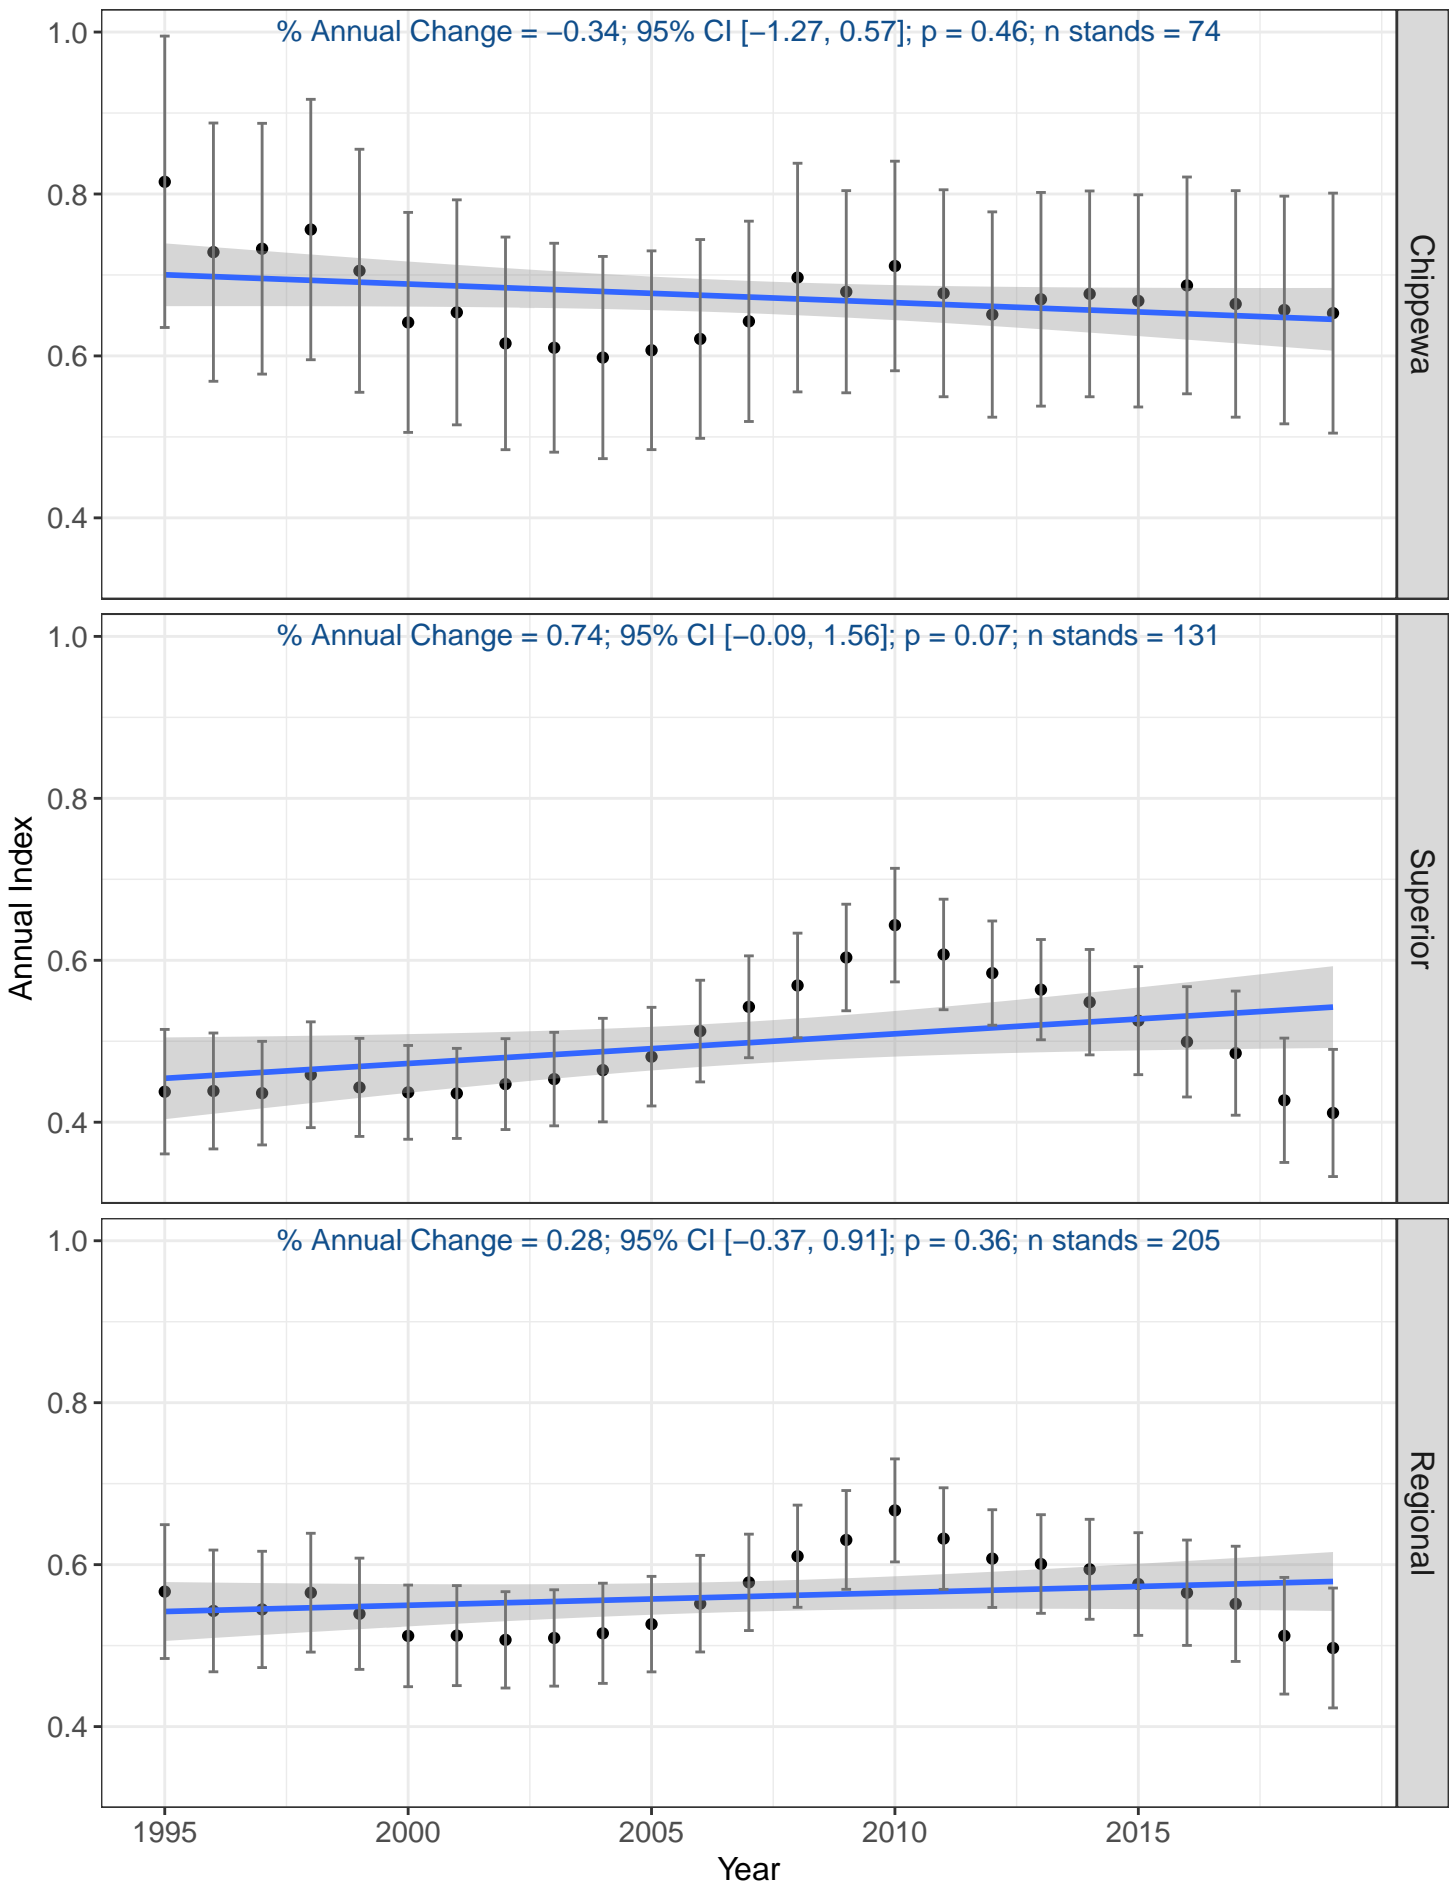 % Annual Change = −0.34; 95% CI [−1.27, 0.57]; p = 0.46; n stands = 74
1.0
0.8
0.6
0.4
Chippewa
% Annual Change = 0.74; 95% CI [−0.09, 1.56]; p = 0.07; n stands = 131
1.0
0.8
0.6
0.4
Superior
Annual Index
% Annual Change = 0.28; 95% CI [−0.37, 0.91]; p = 0.36; n stands = 205
1.0
0.8
0.6
0.4
Regional
1995 2000 2005 2010 2015
Year